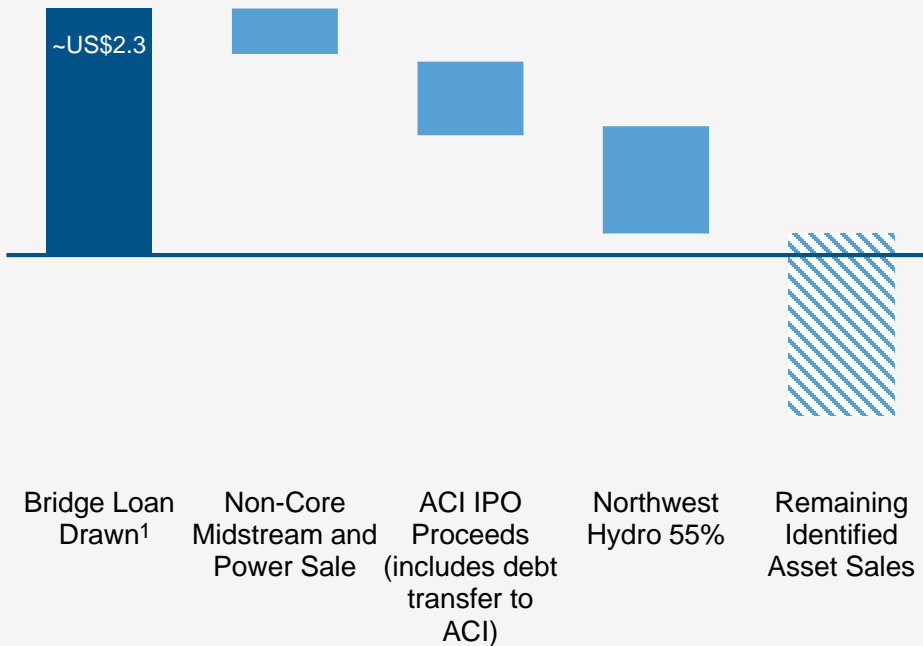 ~US$2.3
Bridge Loan
Drawn1
Non-Core
Midstream and
Power Sale
ACI IPO
Proceeds
(includes debt
transfer to
ACI)
Northwest
Hydro 55%
Remaining
Identified
Asset Sales